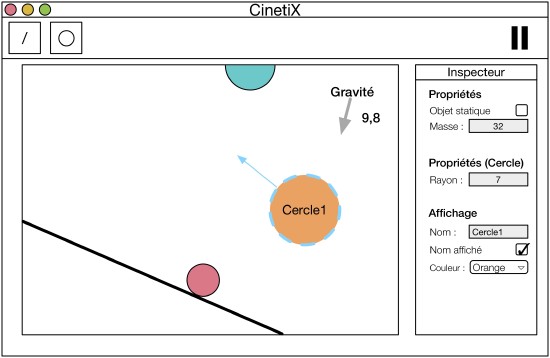 CinetiX
/
Gravité
9,8
Cercle1
Inspecteur
Propriétés
Objet statique
Masse : 32
Propriétés (Cercle)
Rayon : 7
Affichage
Nom : Cercle1
Nom affiché
Couleur : Orange